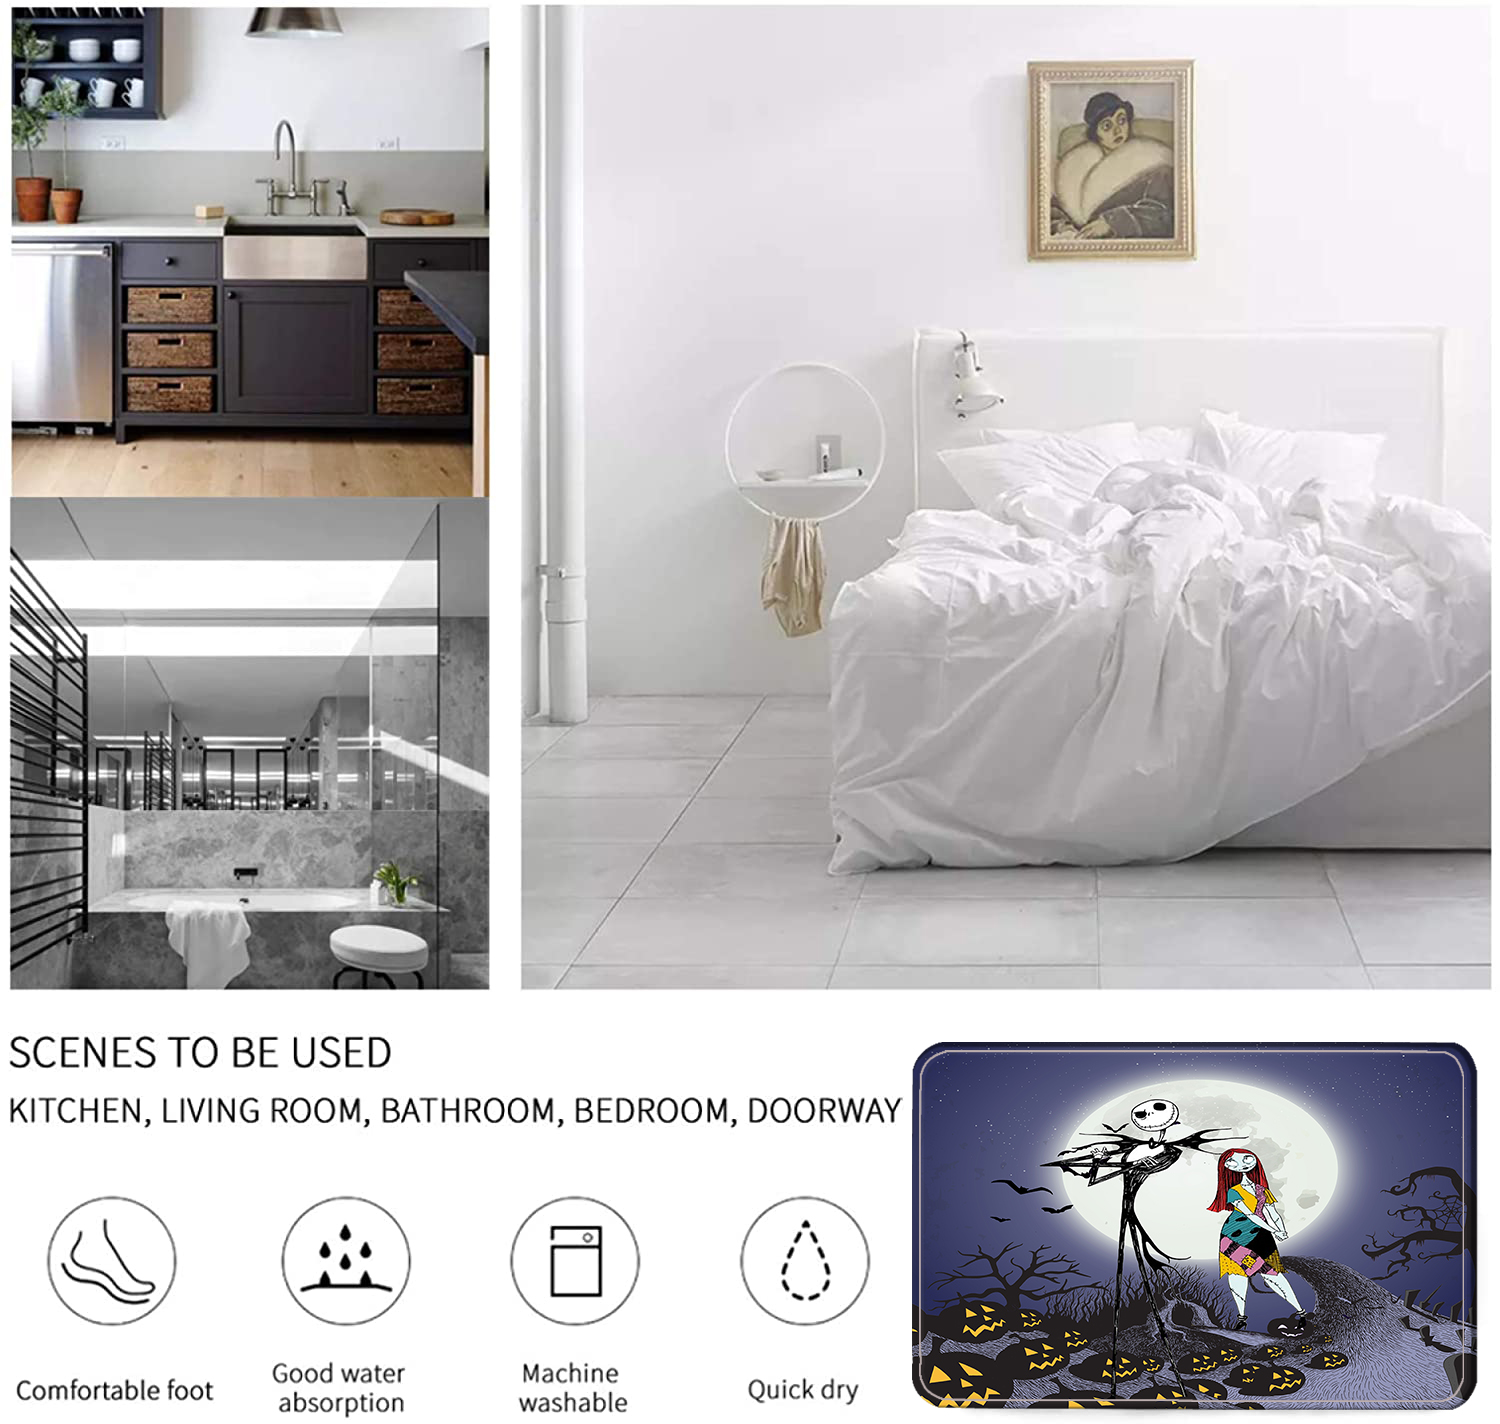 SCENES TO BE USED
KITCHEN, LIVING ROOM, BATHROOM, BEDROOM, DOORWAY
Comfortable foot
Good water
absorption
Machine
washable
Quick dry